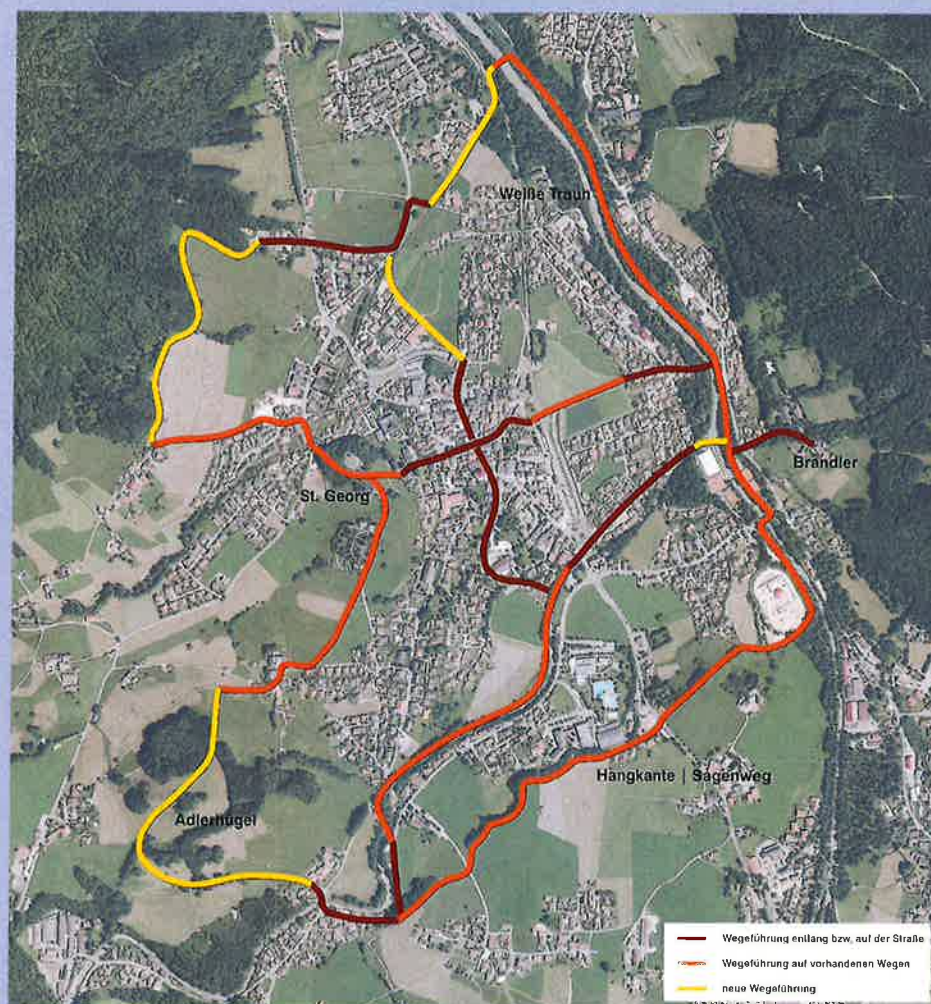 Weiße Traun
Brandler
St. Georg
Hangkante | Sagenweg
Adlerhügel
Wegeführung entlang bzw. auf der Straße
Wegeführung auf vorhandenen Wegen
neue Wegeführung